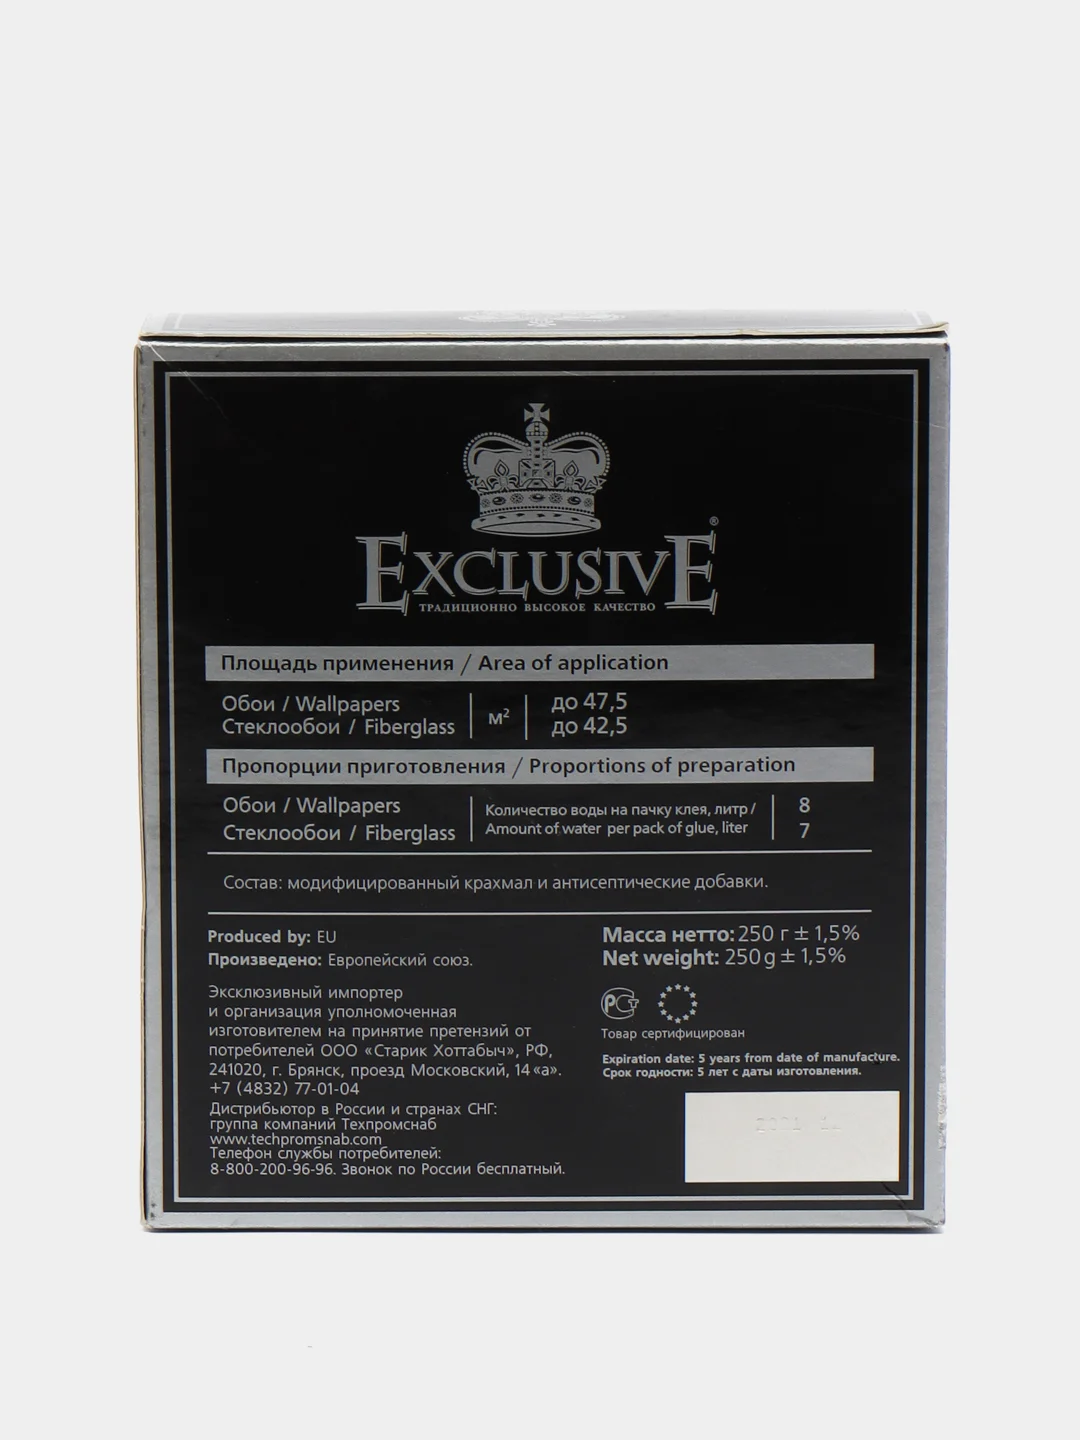 EXCLUSIVE®
ТРАДИЦИОННО ВЫСОКОЕ КАЧЕСТВО
Площадь применения / Area of application
Обои / Wallpapers м² до 47,5
Стеклообои / Fiberglass до 42,5
Пропорции приготовления / Proportions of preparation
Обои / Wallpapers Количество воды на пачку клея, литр / 8
Стеклообои / Fiberglass Amount of water per pack of glue, liter 7
Состав: модифицированный крахмал и антисептические добавки.
Produced by: EU
Произведено: Европейский союз.
Эксклюзивный импортер
и организация уполномоченная
изготовителем на принятие претензий от
потребителей ООО «Старик Хоттабыч», РФ,
241020, г. Брянск, проезд Московский, 14 «а».
+7 (4832) 77-01-04
Дистрибьютор в России и странах СНГ:
группа компаний Техпромснаб
www.techpromsnab.com
Телефон службы потребителей:
8-800-200-96-96. Звонок по России бесплатный.
Масса нетто: 250 г ± 1,5%
Net weight: 250 g ± 1,5%
РСТ
Товар сертифицирован
Expiration date: 5 years from date of manufacture.
Срок годности: 5 лет с даты изготовления.